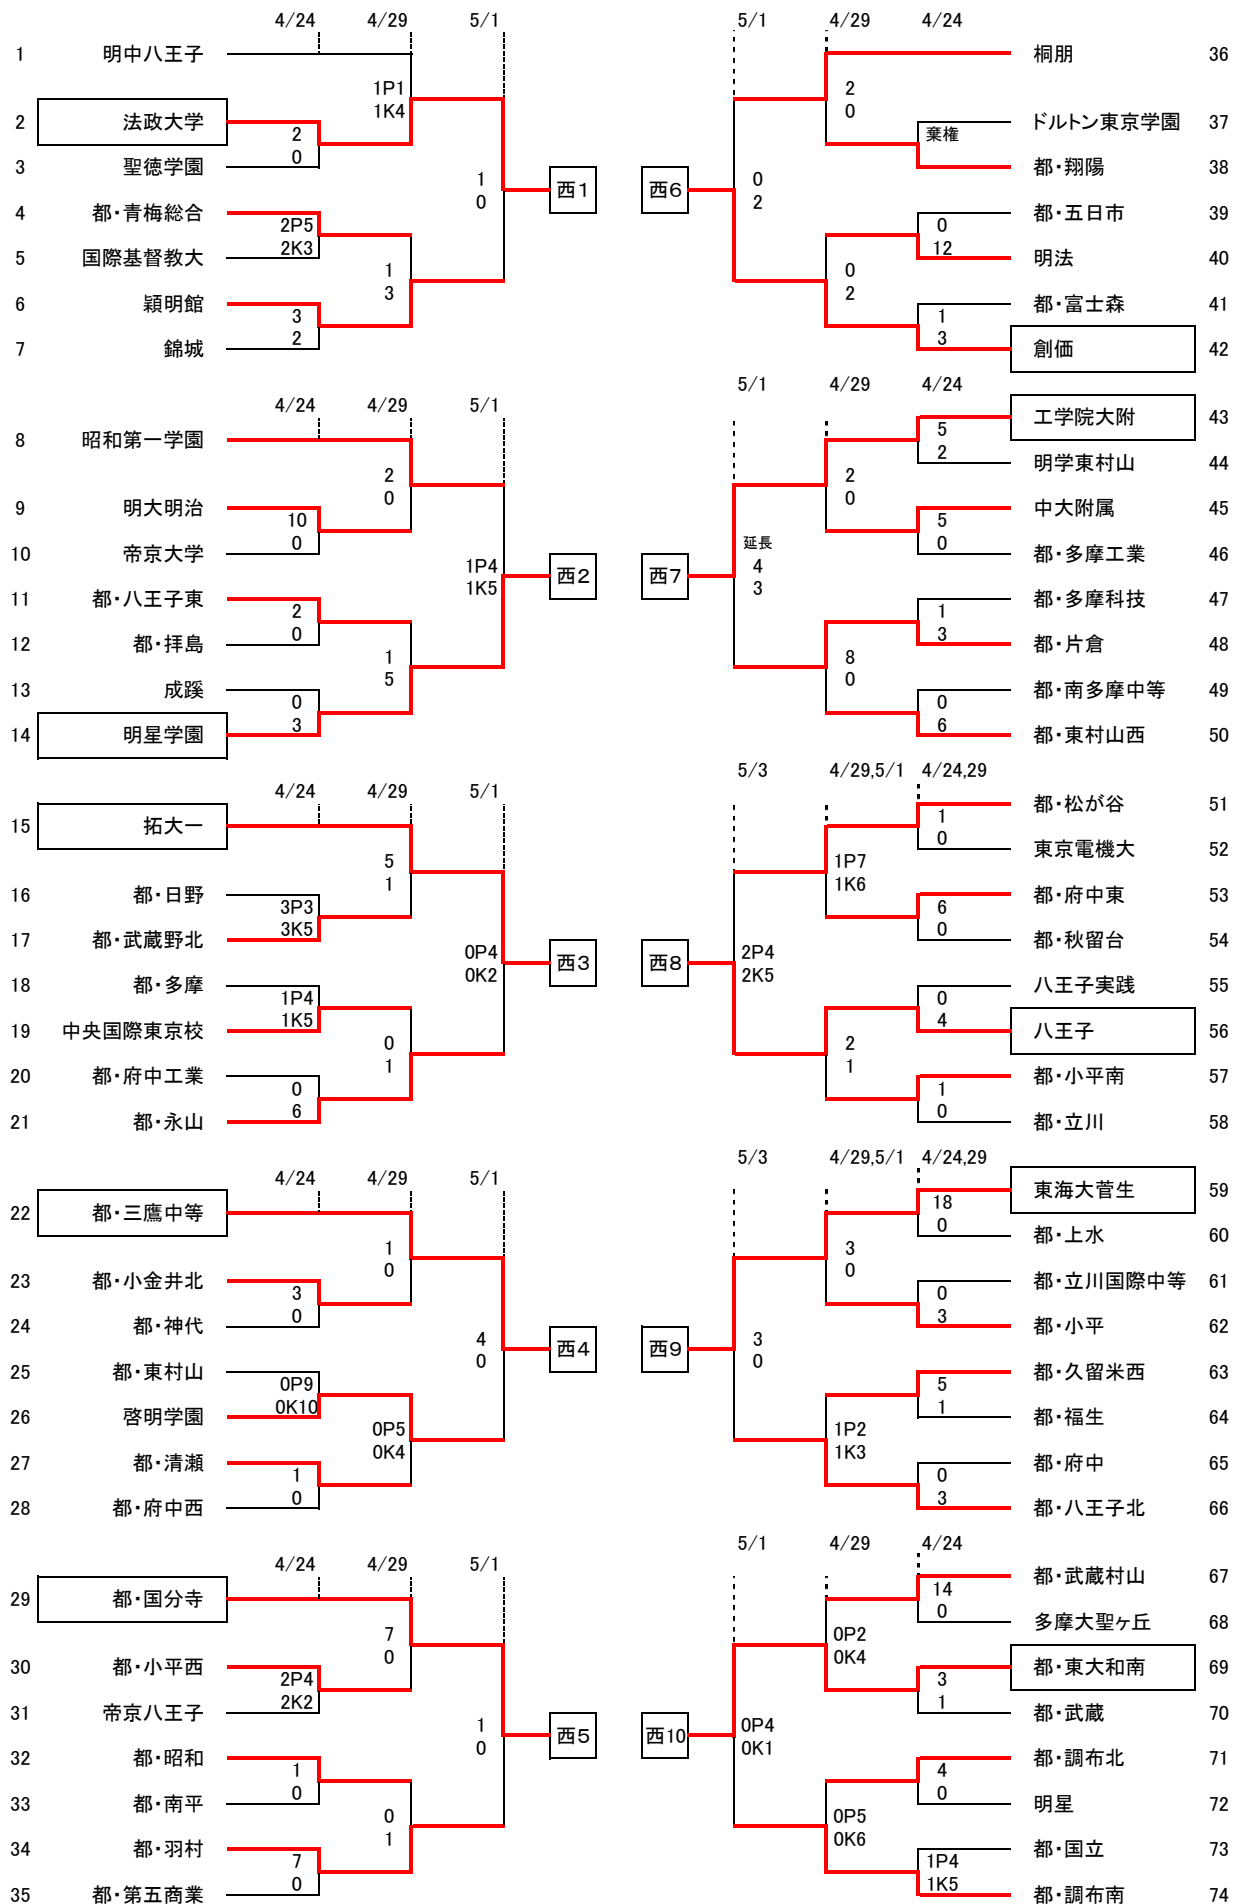 4/24 4/29 5/1
1 明中八王子
1P1
1K4
2 法政大学
2
0
3 聖徳学園
1
0
西1
4 都・青梅総合
2P5
2K3
5 国際基督教大
1
3
6 穎明館
3
2
7 錦城
4/24 4/29 5/1
8 昭和第一学園
2
0
9 明大明治
10
0
10 帝京大学
1P4
1K5
西2
11 都・八王子東
2
0
12 都・拝島
1
5
13 成蹊
0
3
14 明星学園
4/24 4/29 5/1
15 拓大一
5
1
16 都・日野
3P3
3K5
17 都・武蔵野北
0P4
0K2
西3
18 都・多摩
1P4
1K5
19 中央国際東京校
0
1
20 都・府中工業
0
6
21 都・永山
4/24 4/29 5/1
22 都・三鷹中等
1
0
23 都・小金井北
3
0
24 都・神代
4
0
西4
25 都・東村山
0P9
0K10
26 啓明学園
0P5
0K4
27 都・清瀬
1
0
28 都・府中西
4/24 4/29 5/1
29 都・国分寺
7
0
30 都・小平西
2P4
2K2
31 帝京八王子
1
0
西5
32 都・昭和
1
0
33 都・南平
0
1
34 都・羽村
7
0
35 都・第五商業
5/1 4/29 4/24
桐朋 36
2
0
ドルトン東京学園 37
棄権
都・翔陽 38
西6
0
2
都・五日市 39
0
12
明法 40
0
2
都・富士森 41
1
3
創価 42
5/1 4/29 4/24
工学院大附 43
5
2
明学東村山 44
2
0
中大附属 45
5
0
都・多摩工業 46
延長
4
3
西7
都・多摩科技 47
1
3
都・片倉 48
8
0
都・南多摩中等 49
0
6
都・東村山西 50
5/3 4/29,5/1 4/24,29
都・松が谷 51
1
0
東京電機大 52
1P7
1K6
都・府中東 53
6
0
都・秋留台 54
西8
2P4
2K5
八王子実践 55
0
4
八王子 56
2
1
都・小平南 57
1
0
都・立川 58
5/3 4/29,5/1 4/24,29
東海大菅生 59
18
0
都・上水 60
3
0
都・立川国際中等 61
0
3
都・小平 62
西9
3
0
都・久留米西 63
5
1
都・福生 64
1P2
1K3
都・府中 65
0
3
都・八王子北 66
5/1 4/29 4/24
都・武蔵村山 67
14
0
多摩大聖ヶ丘 68
0P2
0K4
都・東大和南 69
3
1
都・武蔵 70
西10
0P4
0K1
都・調布北 71
4
0
明星 72
0P5
0K6
都・国立 73
1P4
1K5
都・調布南 74